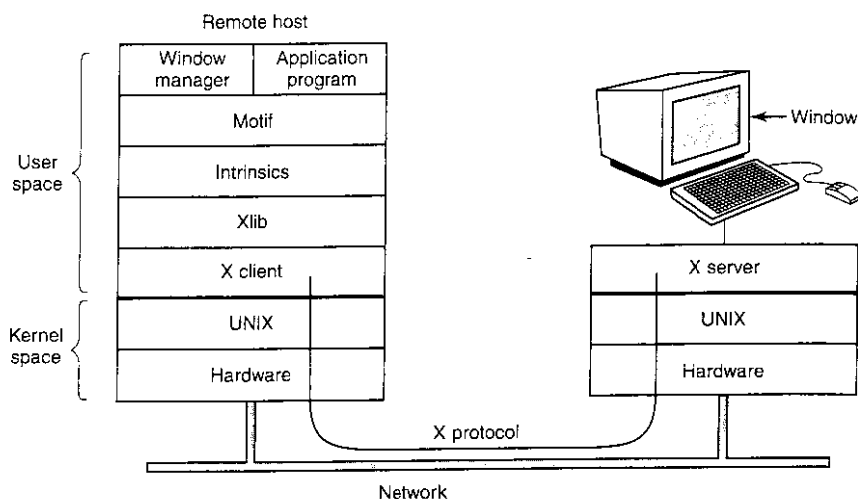 Remote host
Window
manager
Application
program
Motif
User
space
Intrinsics
Xlib
X client
Kernel
space
UNIX
Hardware
Window
X server
UNIX
Hardware
X protocol
Network